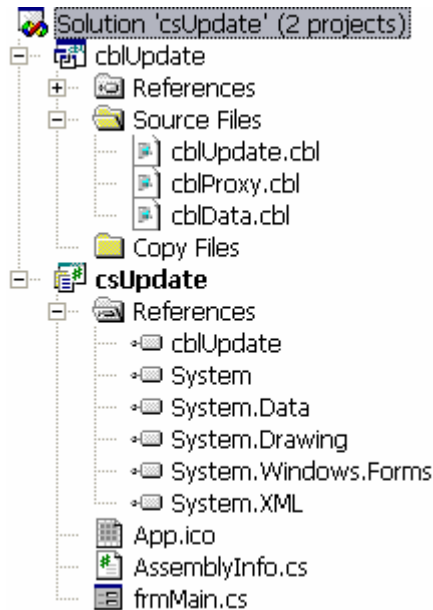 Solution 'csUpdate' (2 projects)
cblUpdate
References
Source Files
cblUpdate.cbl
cblProxy.cbl
cblData.cbl
Copy Files
csUpdate
References
cblUpdate
System
System.Data
System.Drawing
System.Windows.Forms
System.XML
App.ico
AssemblyInfo.cs
frmMain.cs